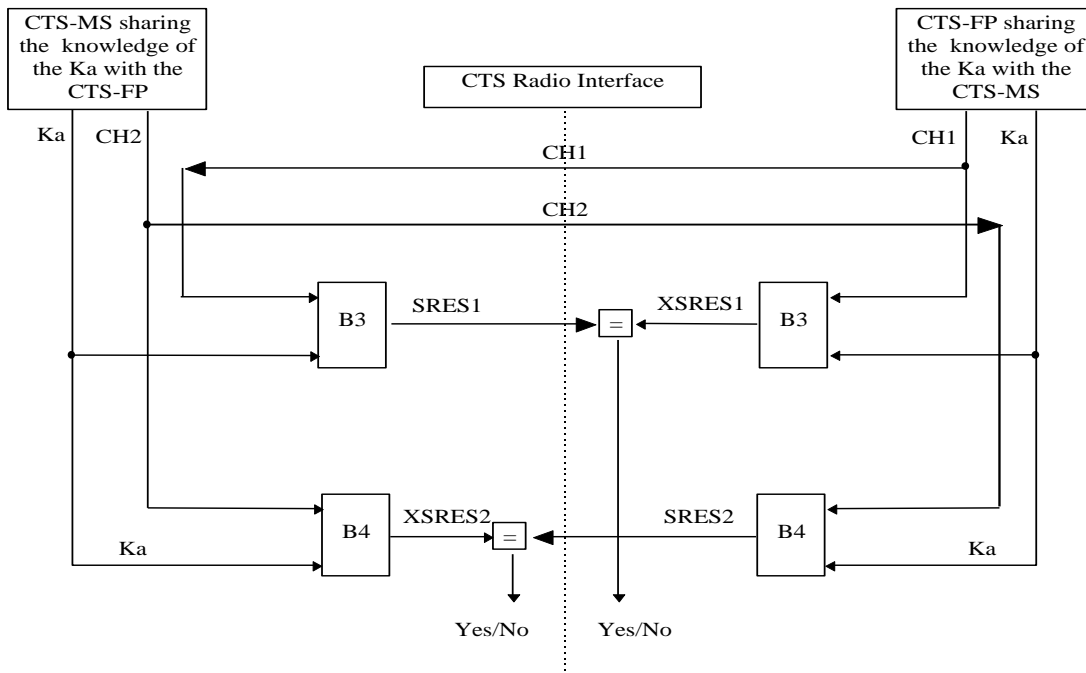 CTS-MS sharing
the knowledge of
the Ka with the
CTS-FP
CTS Radio Interface
CTS-FP sharing
the knowledge of
the Ka with the
CTS-MS
Ka
CH2
CH1
Ka
CH1
CH2
B3
SRES1
=
XSRES1
B3
B4
XSRES2
=
SRES2
B4
Ka
Ka
Yes/No
Yes/No